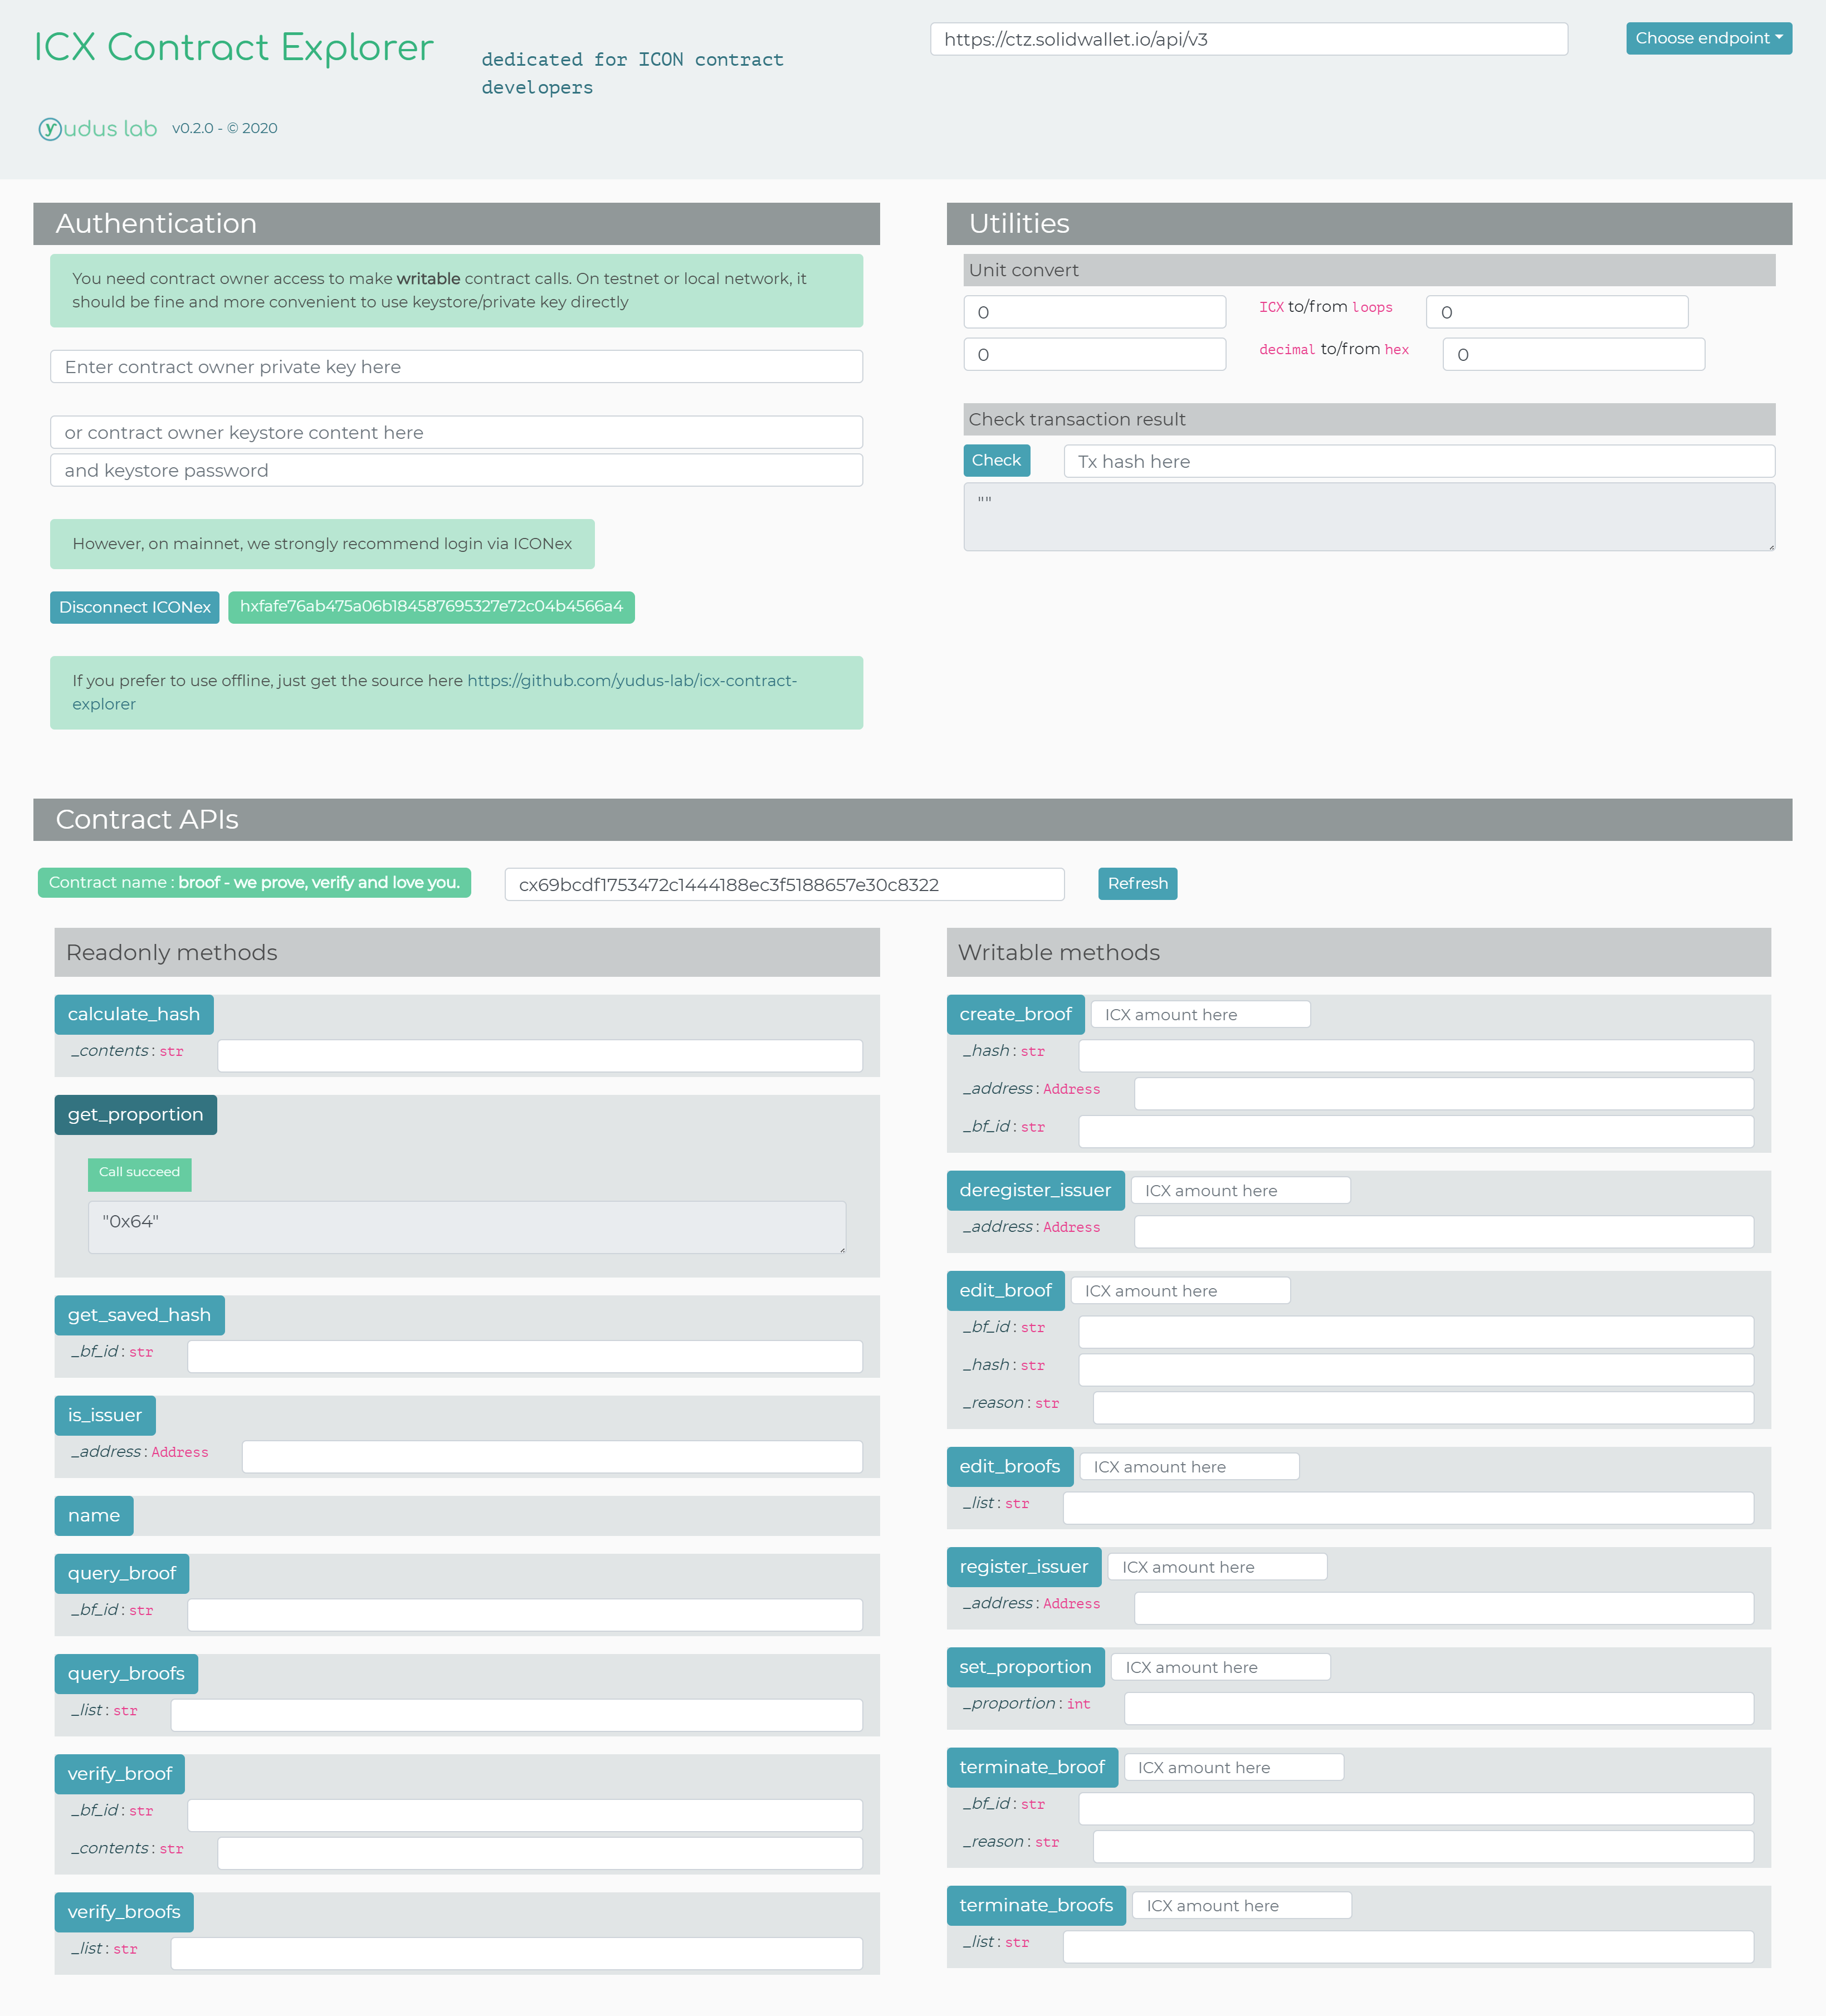 ICX Contract Explorer
dedicated for ICON contract
developers
https://ctz.solidwallet.io/api/v3
Choose endpoint
yudus lab v0.2.0 - © 2020
Authentication
You need contract owner access to make writable contract calls. On testnet or local network, it
should be fine and more convenient to use keystore/private key directly
Enter contract owner private key here
or contract owner keystore content here
and keystore password
However, on mainnet, we strongly recommend login via ICONex
Disconnect ICONex hxfafe76ab475a06b184587695327e72c04b4566a4
If you prefer to use offline, just get the source here https://github.com/yudus-lab/icx-contract-
explorer
Utilities
Unit convert
0 ICX to/from loops 0
0 decimal to/from hex 0
Check transaction result
Check Tx hash here
""
Contract APIs
Contract name : broof - we prove, verify and love you. cx69bcdf1753472c1444188ec3f5188657e30c8322 Refresh
Readonly methods
calculate_hash
_contents : str
get_proportion
Call succeed
"0x64"
get_saved_hash
_bf_id : str
is_issuer
_address : Address
name
query_broof
_bf_id : str
query_broofs
_list : str
verify_broof
_bf_id : str
_contents : str
verify_broofs
_list : str
Writable methods
create_broof ICX amount here
_hash : str
_address : Address
_bf_id : str
deregister_issuer ICX amount here
_address : Address
edit_broof ICX amount here
_bf_id : str
_hash : str
_reason : str
edit_broofs ICX amount here
_list : str
register_issuer ICX amount here
_address : Address
set_proportion ICX amount here
_proportion : int
terminate_broof ICX amount here
_bf_id : str
_reason : str
terminate_broofs ICX amount here
_list : str